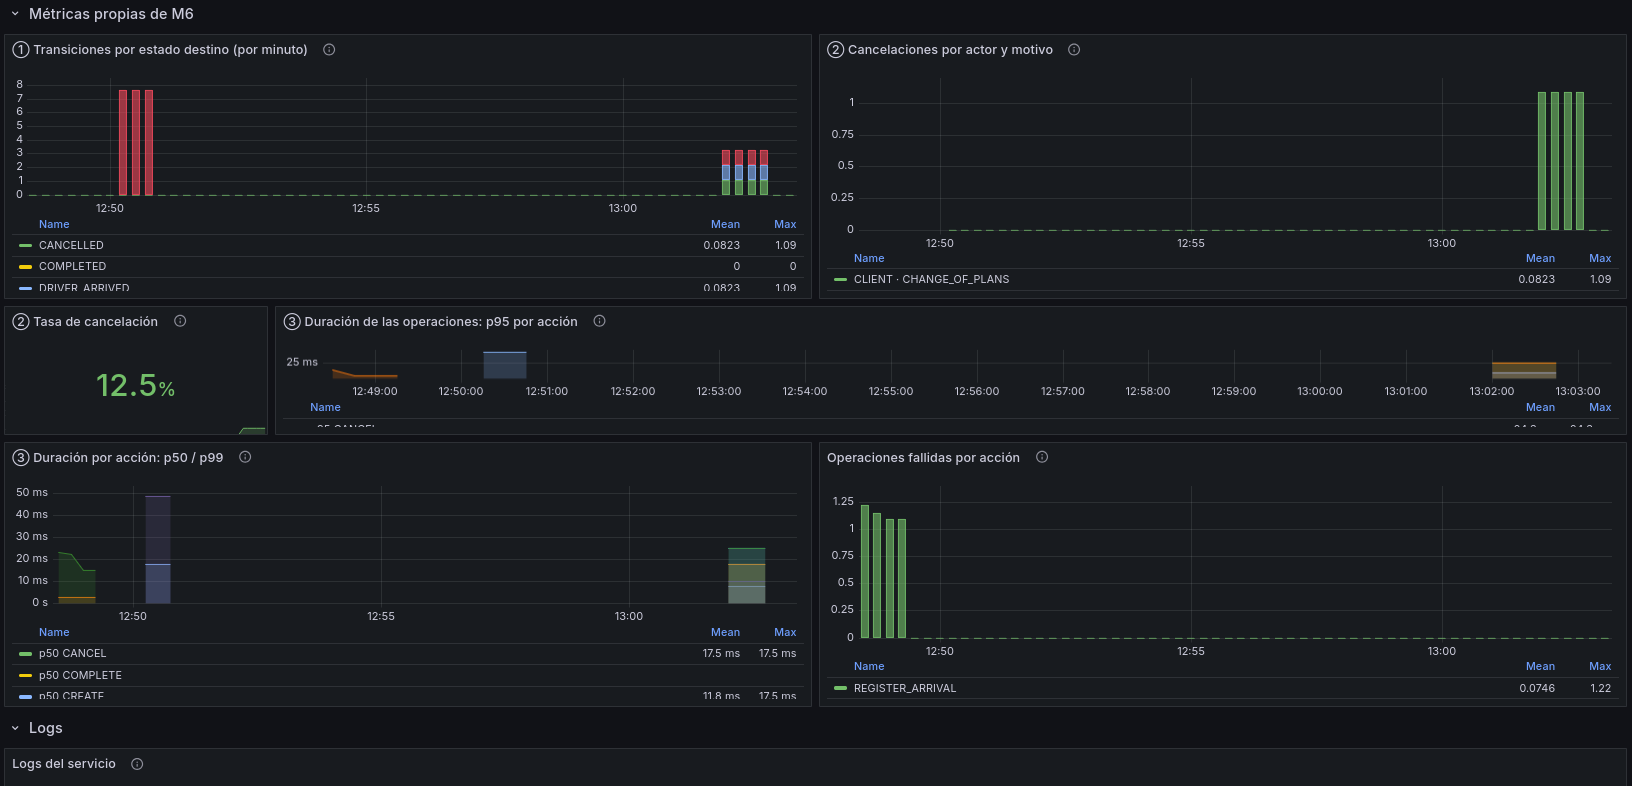 Métricas propias de M6
① Transiciones por estado destino (por minuto)
8
7
6
5
4
3
2
1
0
12:50 12:55 13:00
Name Mean Max
CANCELLED 0.0823 1.09
COMPLETED 0 0
DRIVER_ARRIVED 0.0823 1.09
② Cancelaciones por actor y motivo
1
0.75
0.5
0.25
0
12:50 12:55 13:00
Name Mean Max
CLIENT · CHANGE_OF_PLANS 0.0823 1.09
② Tasa de cancelación
12.5%
③ Duración de las operaciones: p95 por acción
25 ms
12:49:00 12:50:00 12:51:00 12:52:00 12:53:00 12:54:00 12:55:00 12:56:00 12:57:00 12:58:00 12:59:00 13:00:00 13:01:00 13:02:00 13:03:00
Name Mean Max
③ Duración por acción: p50 / p99
50 ms
40 ms
30 ms
20 ms
10 ms
0 s
12:50 12:55 13:00
Name Mean Max
p50 CANCEL 17.5 ms 17.5 ms
p50 COMPLETE
p50 CREATE 11.8 ms 17.5 ms
Operaciones fallidas por acción
1.25
1
0.75
0.5
0.25
0
12:50 12:55 13:00
Name Mean Max
REGISTER_ARRIVAL 0.0746 1.22
Logs
Logs del servicio